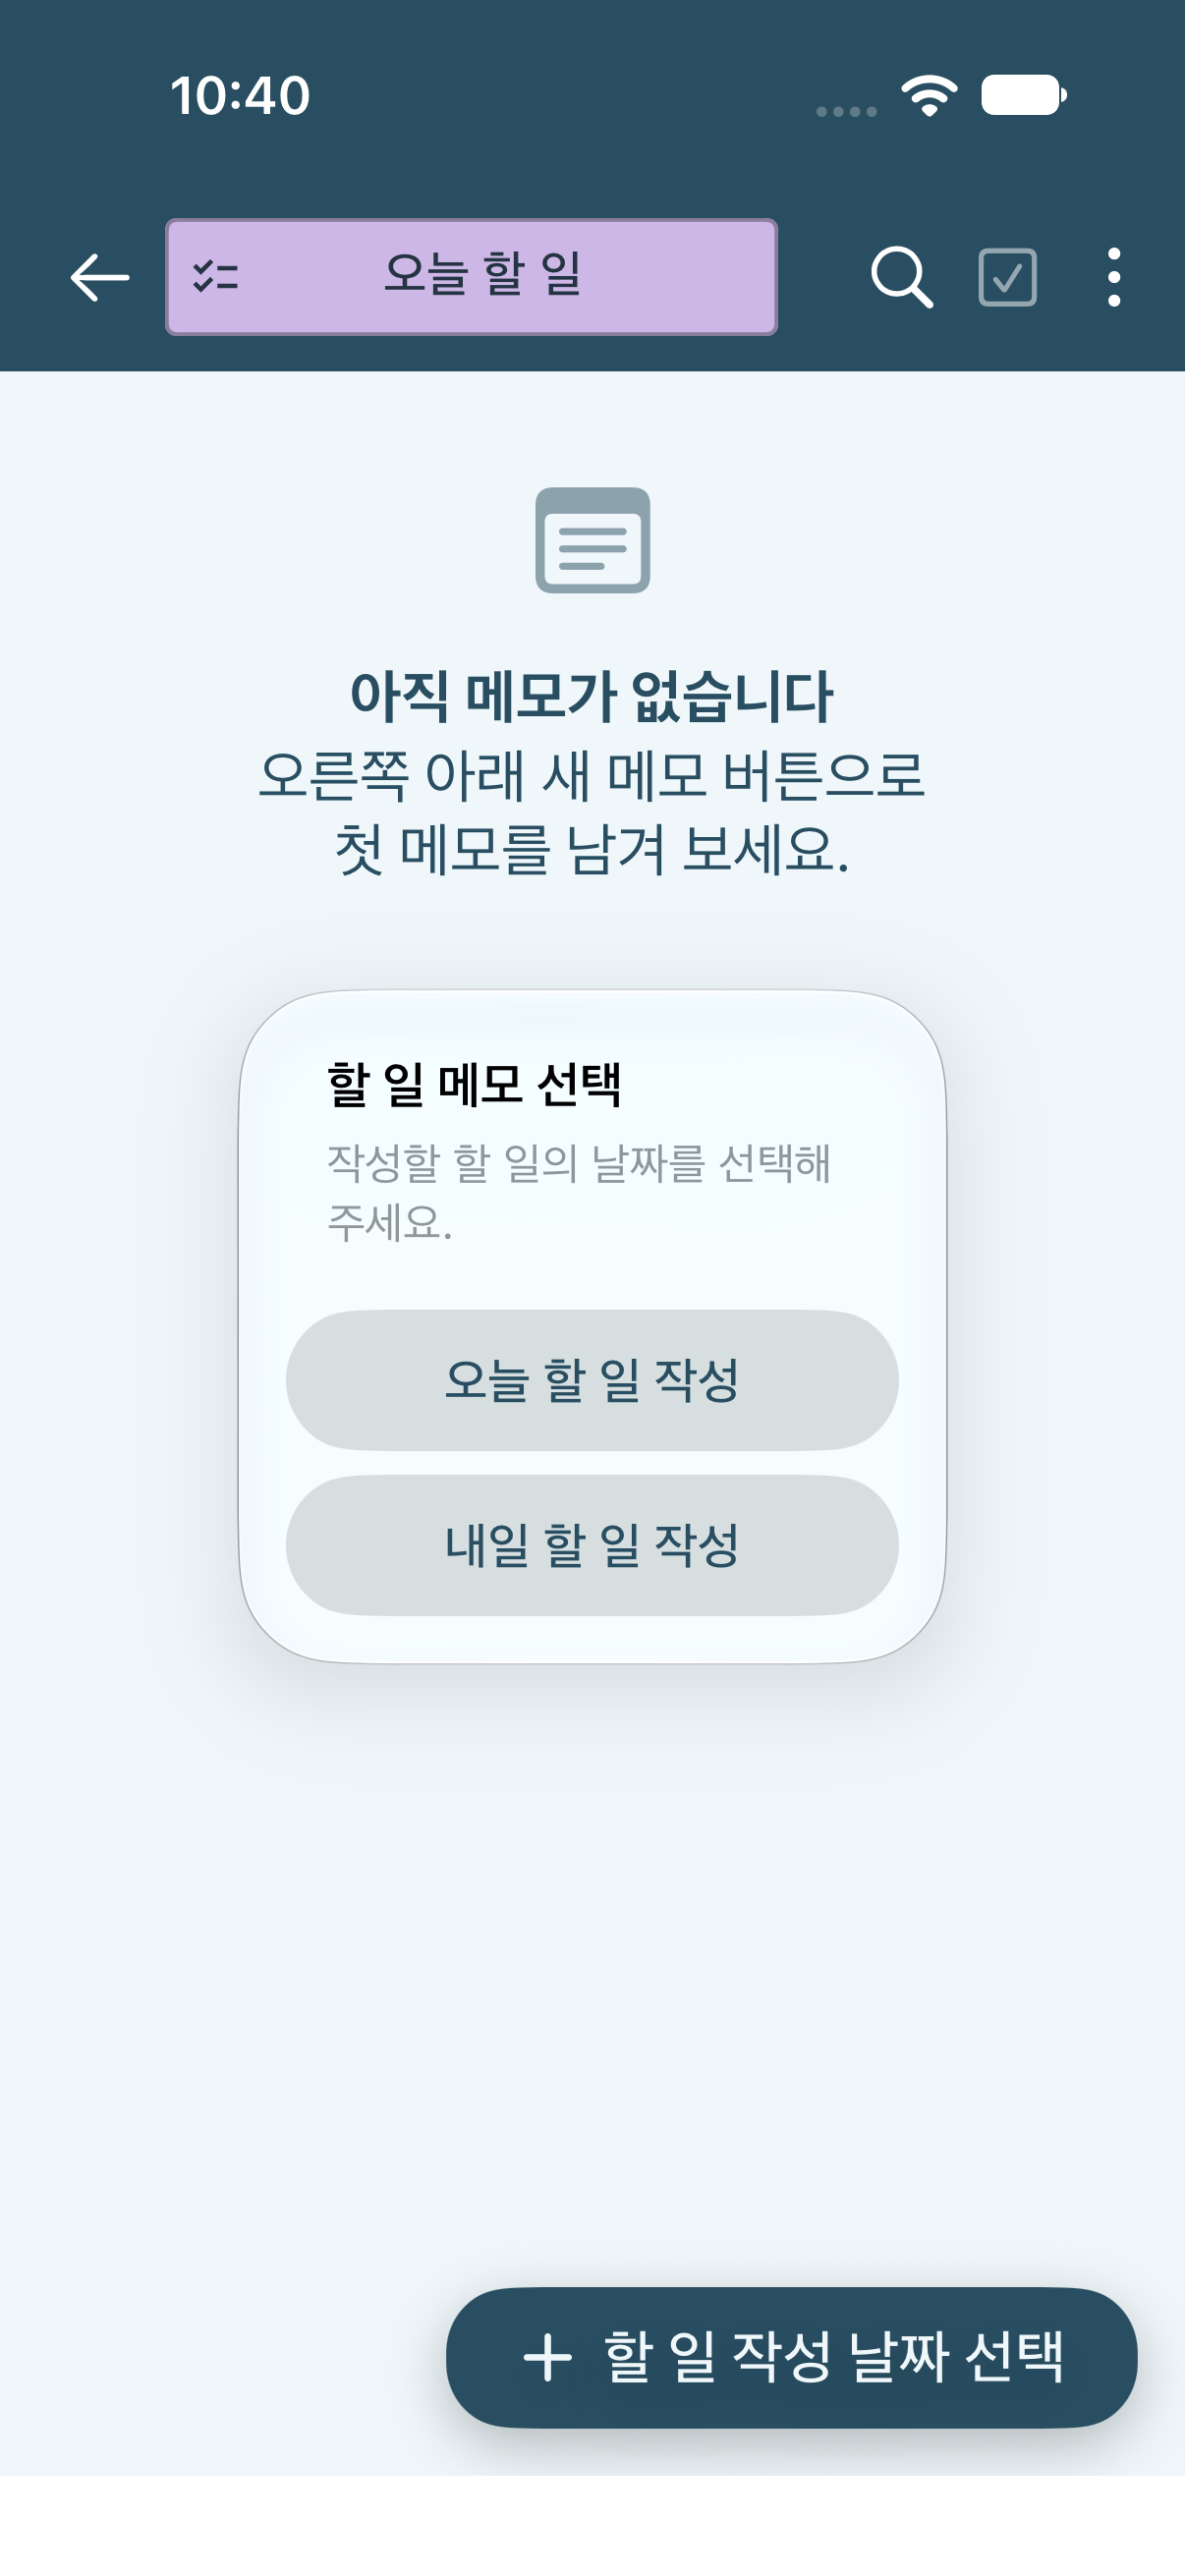 10:40
오늘 할 일
아직 메모가 없습니다
오른쪽 아래 새 메모 버튼으로
첫 메모를 남겨 보세요.
할 일 메모 선택
작성할 할 일의 날짜를 선택해
주세요.
오늘 할 일 작성
내일 할 일 작성
할 일 작성 날짜 선택